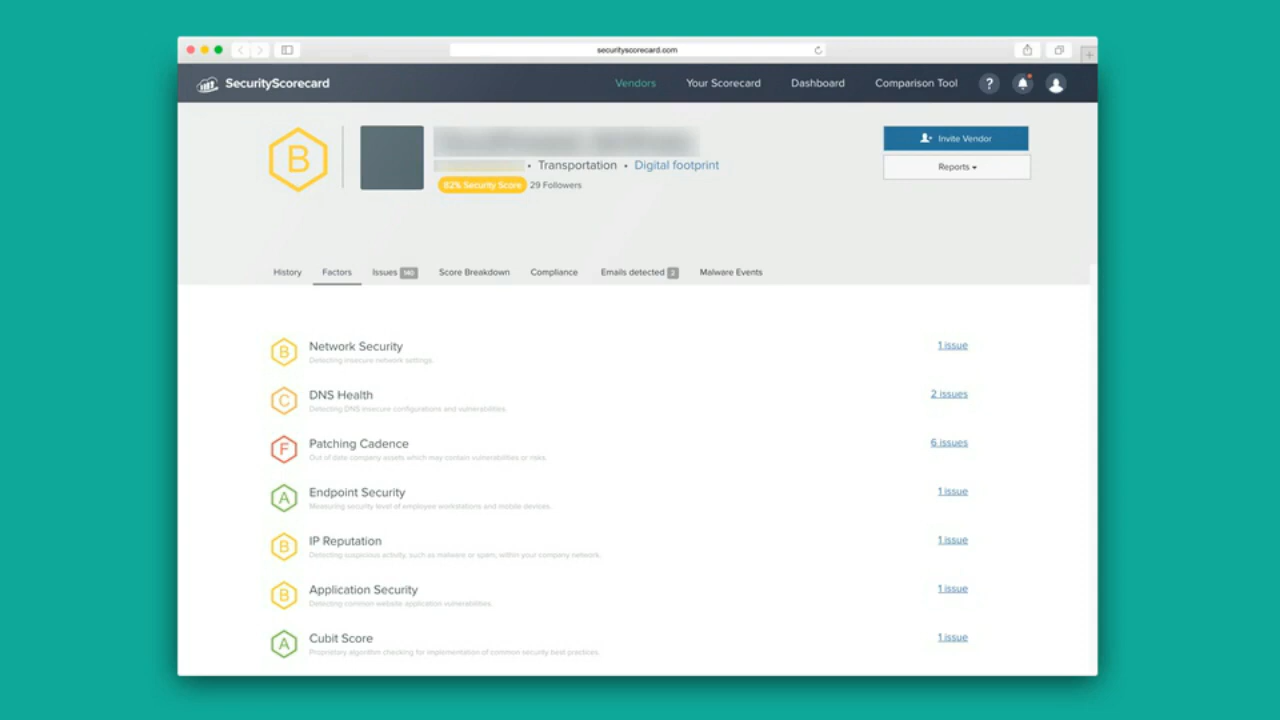 securityscorecard.com
SecurityScorecard Vendors Your Scorecard Dashboard Comparison Tool ?
B
Invite Vendor
• Transportation • Digital footprint
Reports
82% Security Score 29 Followers
History Factors Issues 140 Score Breakdown Compliance Emails detected 2 Malware Events
B Network Security 1 issue
Detecting insecure network settings.
C DNS Health 2 issues
Detecting DNS insecure configurations and vulnerabilities.
F Patching Cadence 6 issues
Out of date company assets which may contain vulnerabilities or risks.
A Endpoint Security 1 issue
Measuring security level of employee workstations and mobile devices.
B IP Reputation 1 issue
Detecting suspicious activity, such as malware or spam, within your company network.
B Application Security 1 issue
Detecting common website application vulnerabilities.
A Cubit Score 1 issue
Proprietary algorithm checking for implementation of common security best practices.